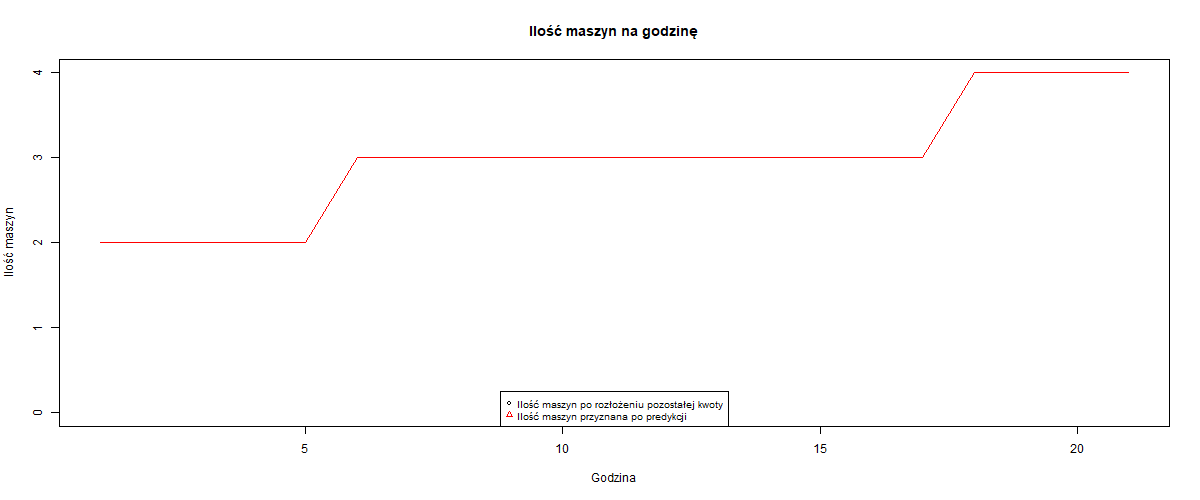 Ilość maszyn na godzinę
Ilość maszyn
4
3
2
1
0
Ilość maszyn po rozłożeniu pozostałej kwoty
Ilość maszyn przyznana po predykcji
5 10 15 20
Godzina